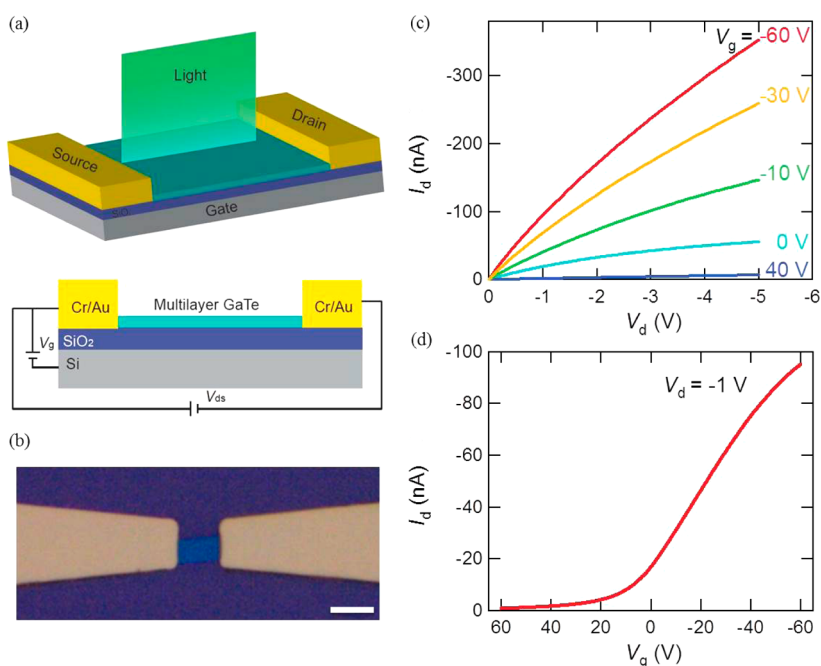 (a)
Light
Source
Drain
Gate
Cr/Au
Multilayer GaTe
Cr/Au
SiO₂
Vg
Si
Vds
(b)
(c)
Vg = -60 V
-30 V
-10 V
0 V
40 V
-300
-200
-100
0
Id (nA)
0 -1 -2 -3 -4 -5 -6
Vd (V)
(d)
Vd = -1 V
-100
-80
-60
-40
-20
0
Id (nA)
60 40 20 0 -20 -40 -60
Vg (V)